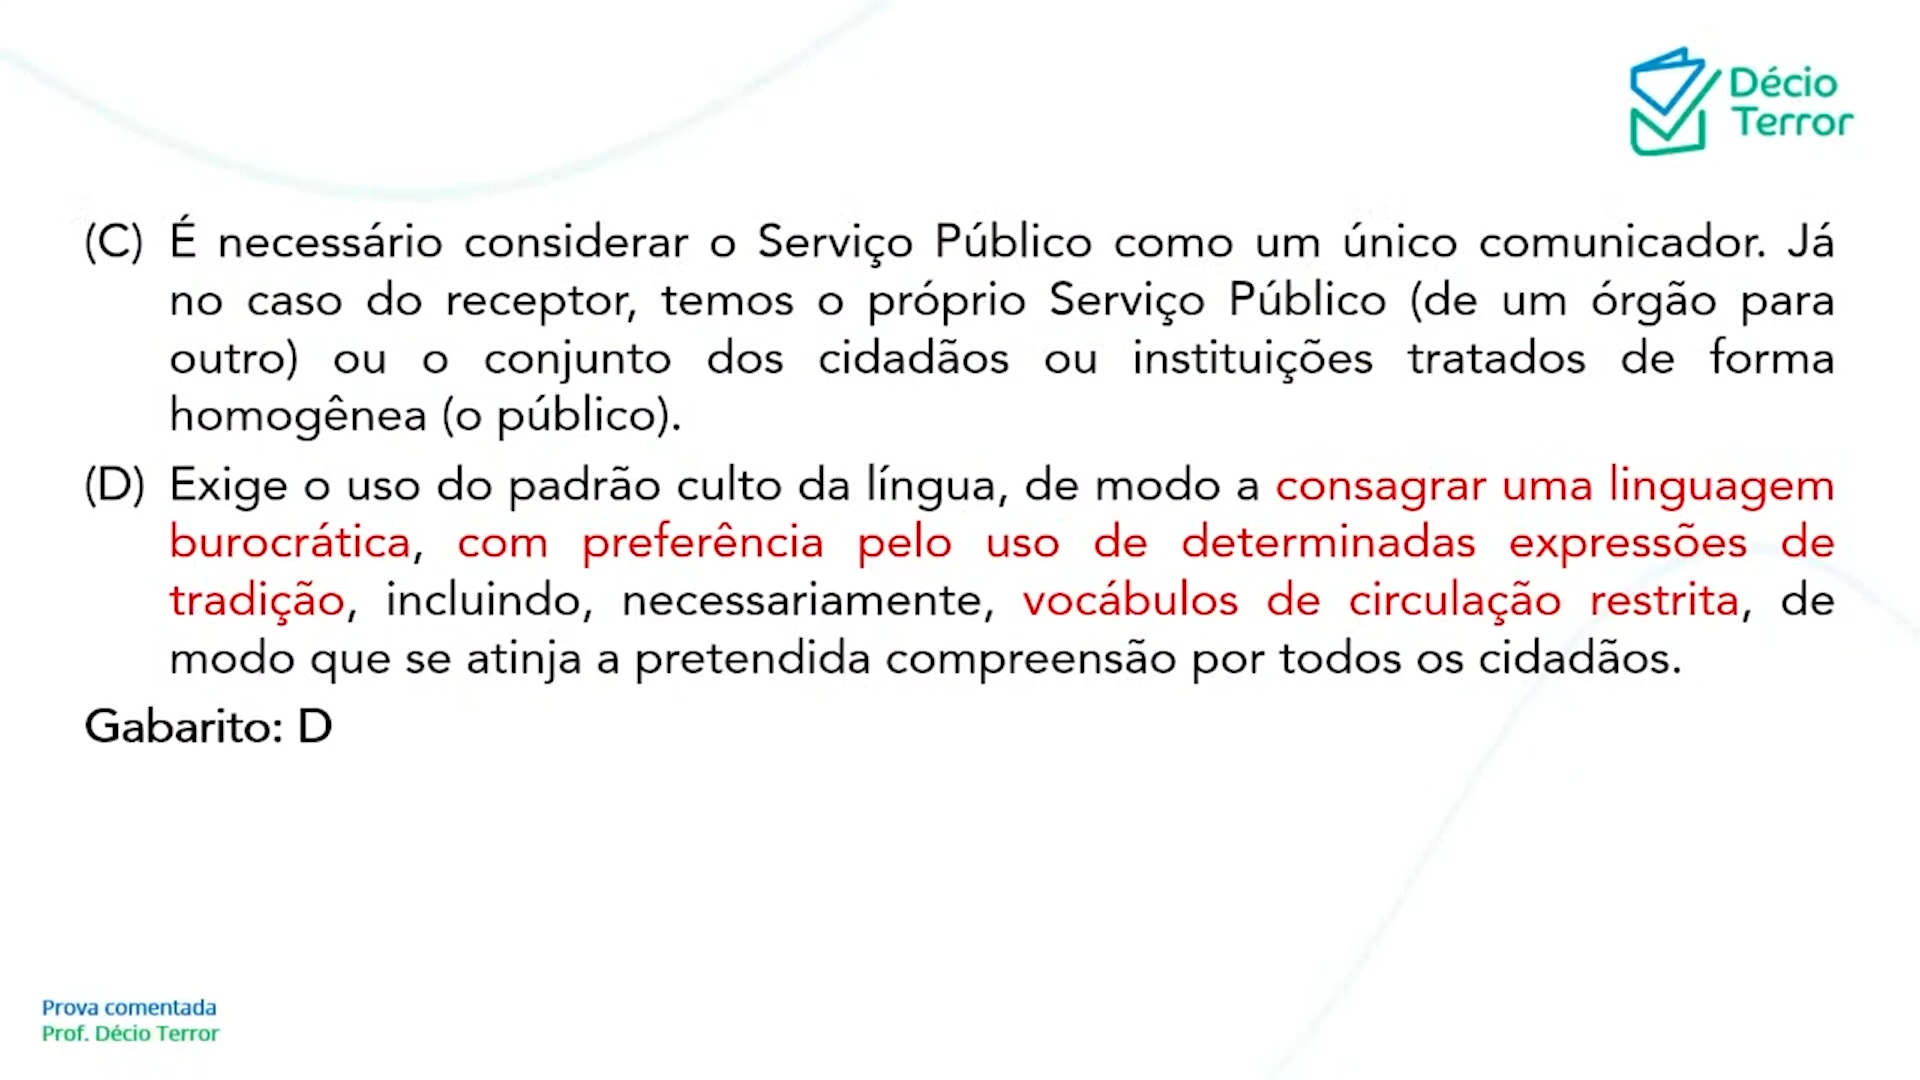 Décio
Terror
(C) É necessário considerar o Serviço Público como um único comunicador. Já
no caso do receptor, temos o próprio Serviço Público (de um órgão para
outro) ou o conjunto dos cidadãos ou instituições tratados de forma
homogênea (o público).
(D) Exige o uso do padrão culto da língua, de modo a consagrar uma linguagem
burocrática, com preferência pelo uso de determinadas expressões de
tradição, incluindo, necessariamente, vocábulos de circulação restrita, de
modo que se atinja a pretendida compreensão por todos os cidadãos.
Gabarito: D
Prova comentada
Prof. Décio Terror